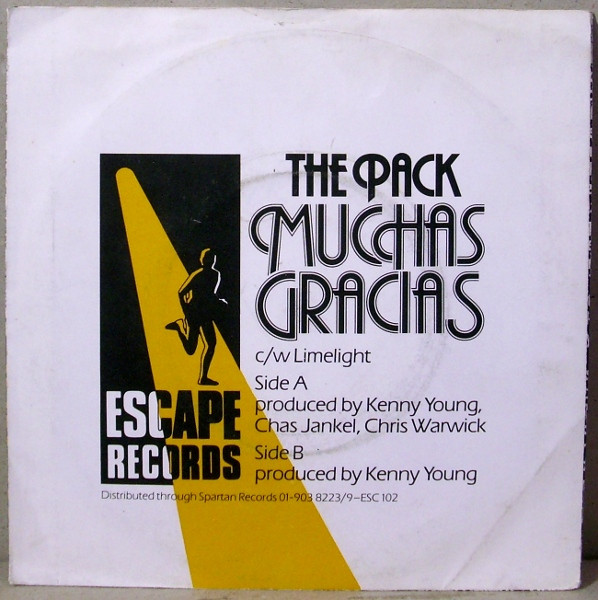 THE PACK
MUCHAS
GRACIAS
c/w Limelight
Side A
produced by Kenny Young,
Chas Jankel, Chris Warwick
Side B
produced by Kenny Young
ESCAPE
RECORDS
Distributed through Spartan Records 01-903 8223/9–ESC 102